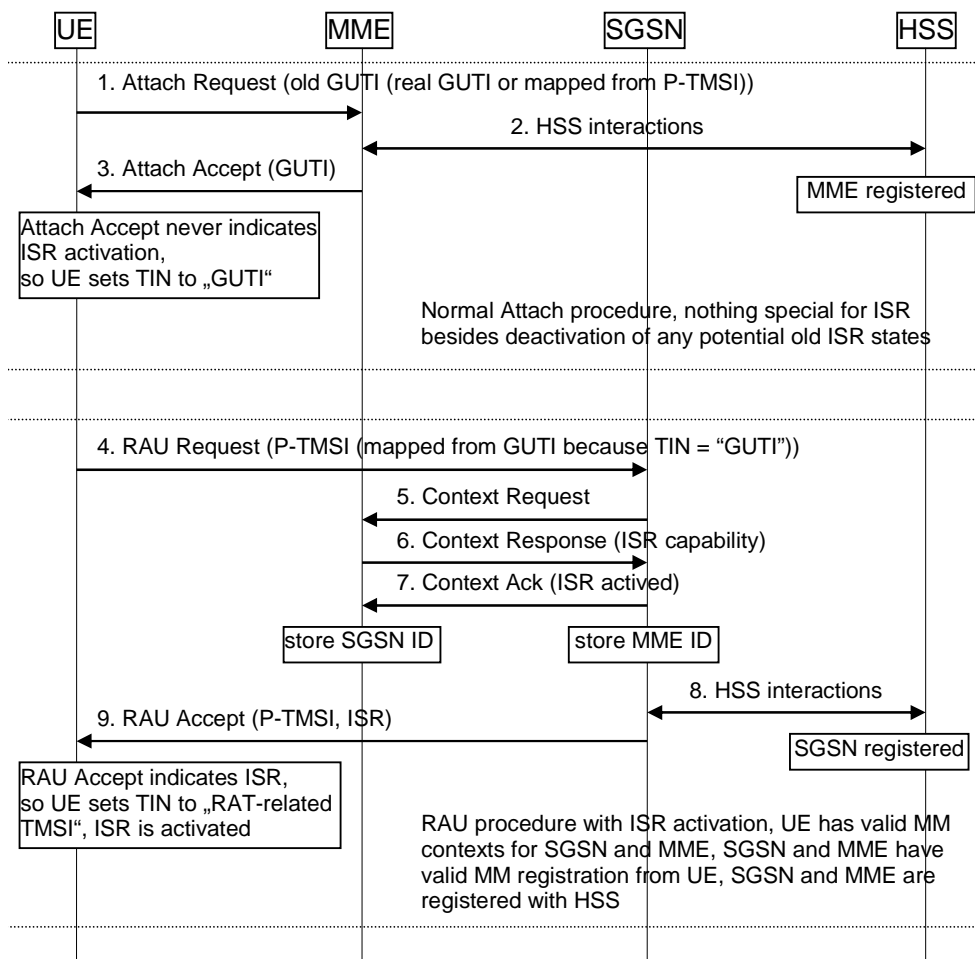 UE
MME
SGSN
HSS
1. Attach Request (old GUTI (real GUTI or mapped from P-TMSI))
2. HSS interactions
3. Attach Accept (GUTI)
MME registered
Attach Accept never indicates
ISR activation,
so UE sets TIN to „GUTI“
Normal Attach procedure, nothing special for ISR
besides deactivation of any potential old ISR states
4. RAU Request (P-TMSI (mapped from GUTI because TIN = “GUTI”))
5. Context Request
6. Context Response (ISR capability)
7. Context Ack (ISR actived)
store SGSN ID
store MME ID
8. HSS interactions
9. RAU Accept (P-TMSI, ISR)
SGSN registered
RAU Accept indicates ISR,
so UE sets TIN to „RAT-related
TMSI“, ISR is activated
RAU procedure with ISR activation, UE has valid MM
contexts for SGSN and MME, SGSN and MME have
valid MM registration from UE, SGSN and MME are
registered with HSS